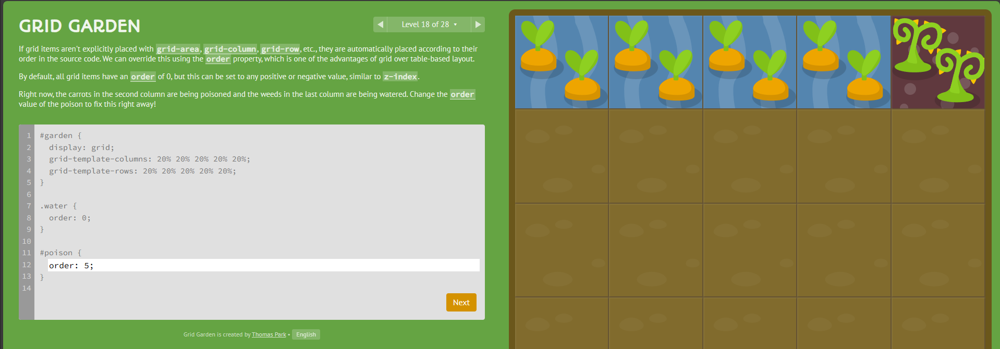 GRID GARDEN
◀ Level 18 of 28 ▾ ▶
If grid items aren't explicitly placed with grid-area, grid-column, grid-row, etc., they are automatically placed according to their
order in the source code. We can override this using the order property, which is one of the advantages of grid over table-based layout.
By default, all grid items have an order of 0, but this can be set to any positive or negative value, similar to z-index.
Right now, the carrots in the second column are being poisoned and the weeds in the last column are being watered. Change the order
value of the poison to fix this right away!
1 #garden {
2   display: grid;
3   grid-template-columns: 20% 20% 20% 20% 20%;
4   grid-template-rows: 20% 20% 20% 20% 20%;
5 }
6
7 .water {
8   order: 0;
9 }
10
11 #poison {
12   order: 5;
13 }
14
Next
Grid Garden is created by Thomas Park • English